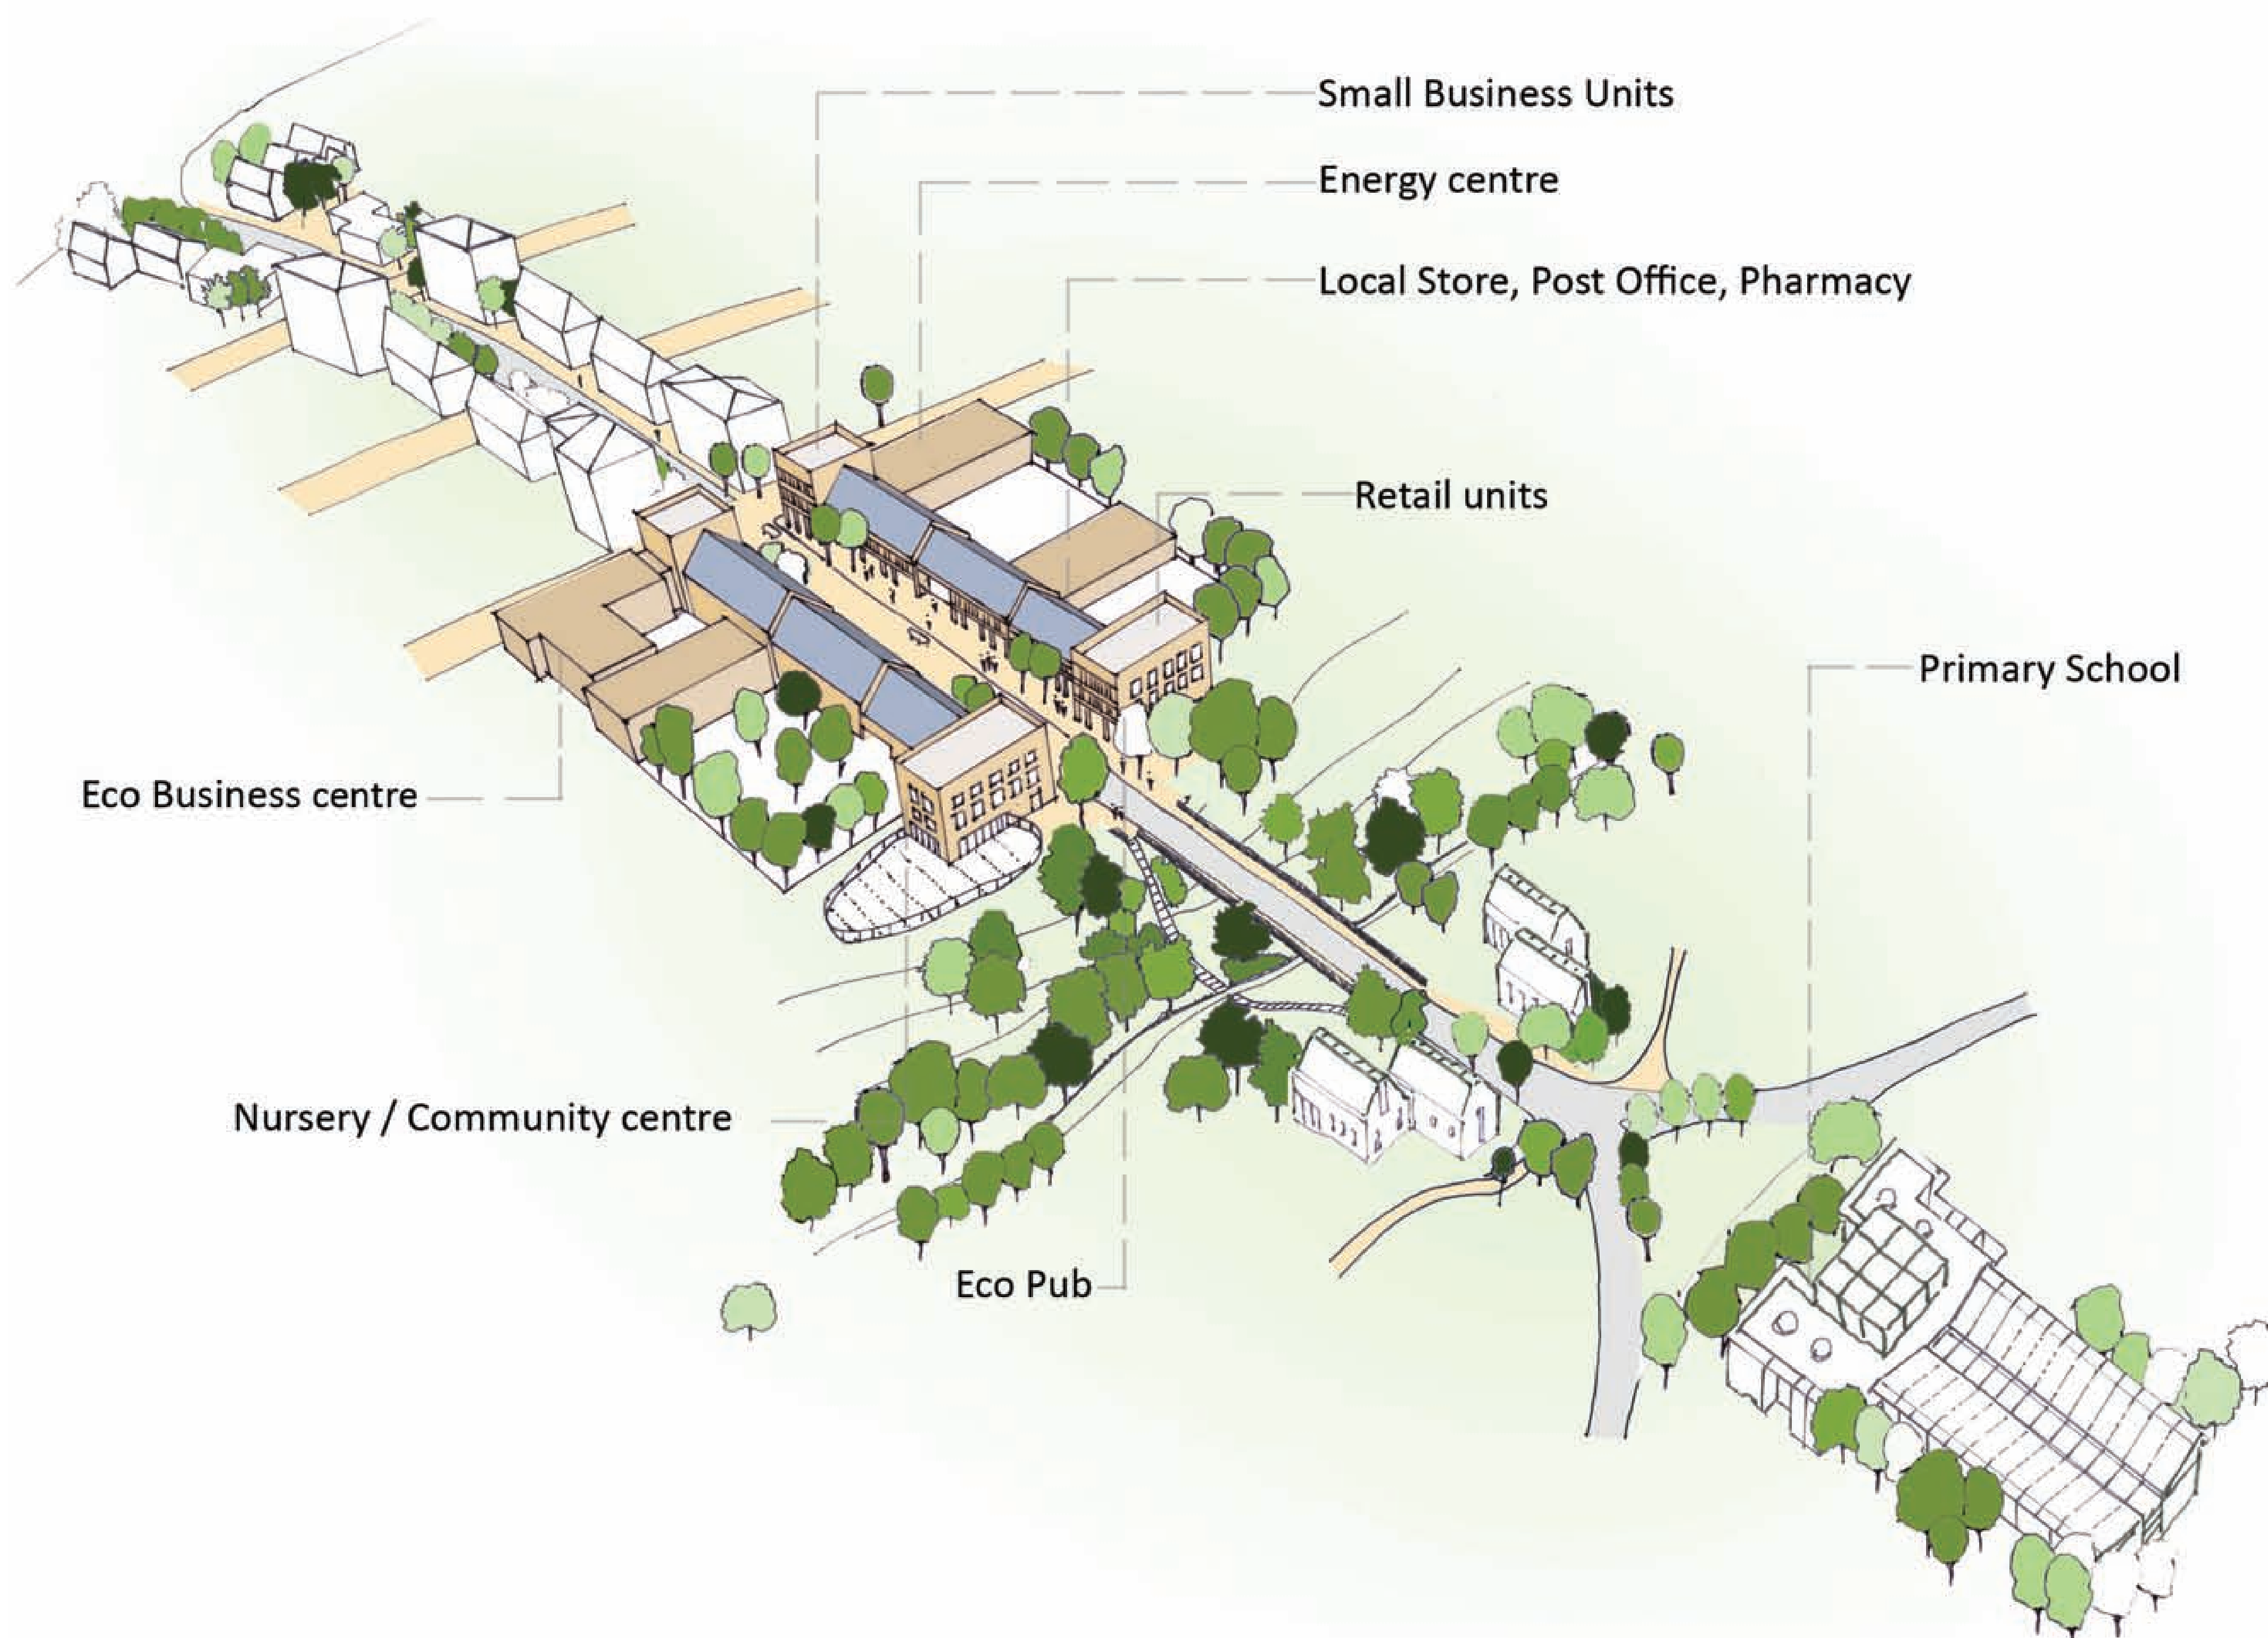 Small Business Units
Energy centre
Local Store, Post Office, Pharmacy
Retail units
Primary School
Eco Business centre
Nursery / Community centre
Eco Pub